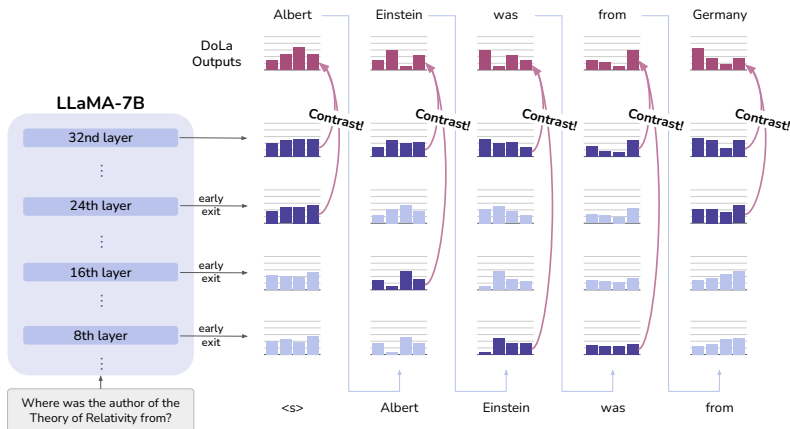 Albert Einstein was from Germany
DoLa
Outputs
LLaMA-7B
Contrast! Contrast! Contrast! Contrast! Contrast!
32nd layer
early
exit
24th layer
early
exit
16th layer
early
exit
8th layer
Where was the author of the
Theory of Relativity from?
<s> Albert Einstein was from